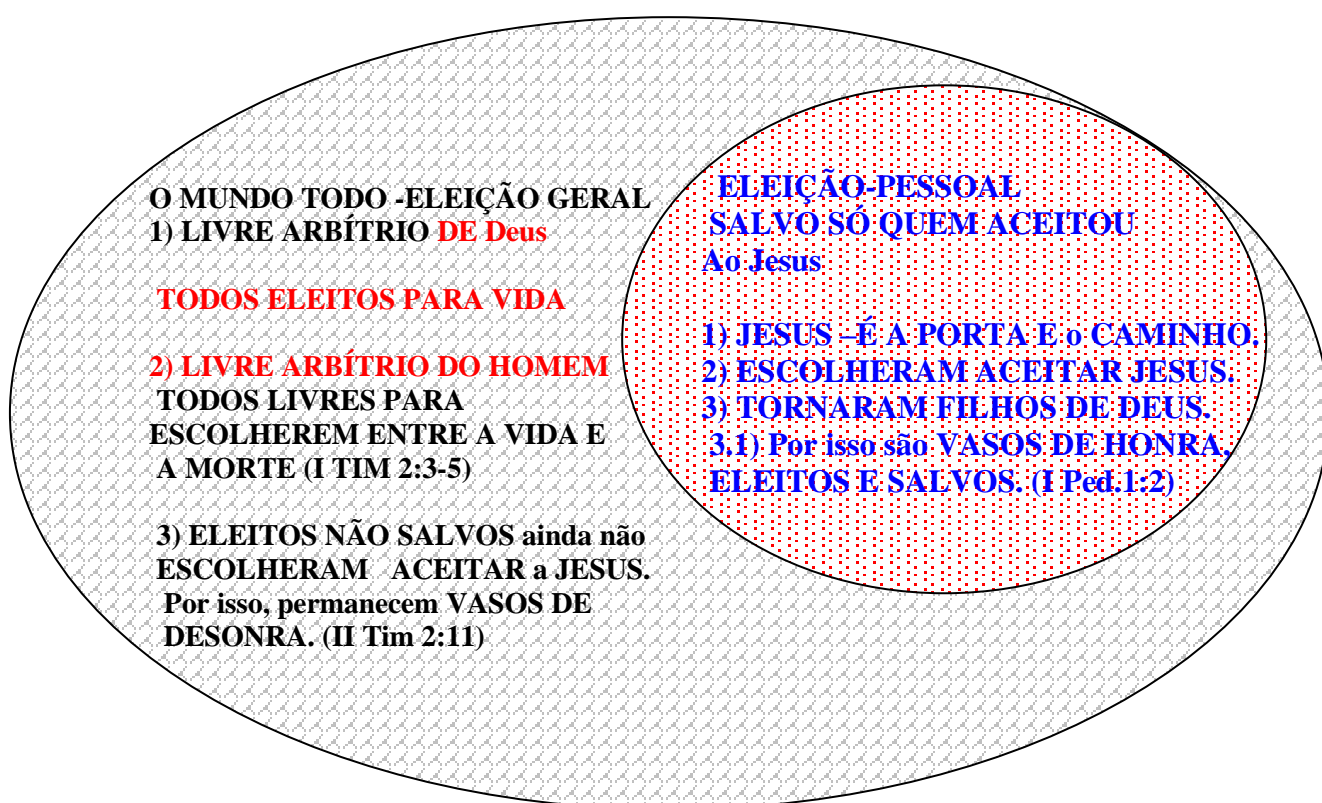 O MUNDO TODO -ELEIÇÃO GERAL
1) LIVRE ARBÍTRIO DE Deus
TODOS ELEITOS PARA VIDA
2) LIVRE ARBÍTRIO DO HOMEM
TODOS LIVRES PARA
ESCOLHEREM ENTRE A VIDA E
A MORTE (I TIM 2:3-5)
3) ELEITOS NÃO SALVOS ainda não
ESCOLHERAM ACEITAR a JESUS.
Por isso, permanecem VASOS DE
DESONRA. (II Tim 2:11)
ELEIÇÃO-PESSOAL
SALVO SÓ QUEM ACEITOU
Ao Jesus
1) JESUS –É A PORTA E o CAMINHO.
2) ESCOLHERAM ACEITAR JESUS.
3) TORNARAM FILHOS DE DEUS.
3.1) Por isso são VASOS DE HONRA,
ELEITOS E SALVOS. (I Ped.1:2)